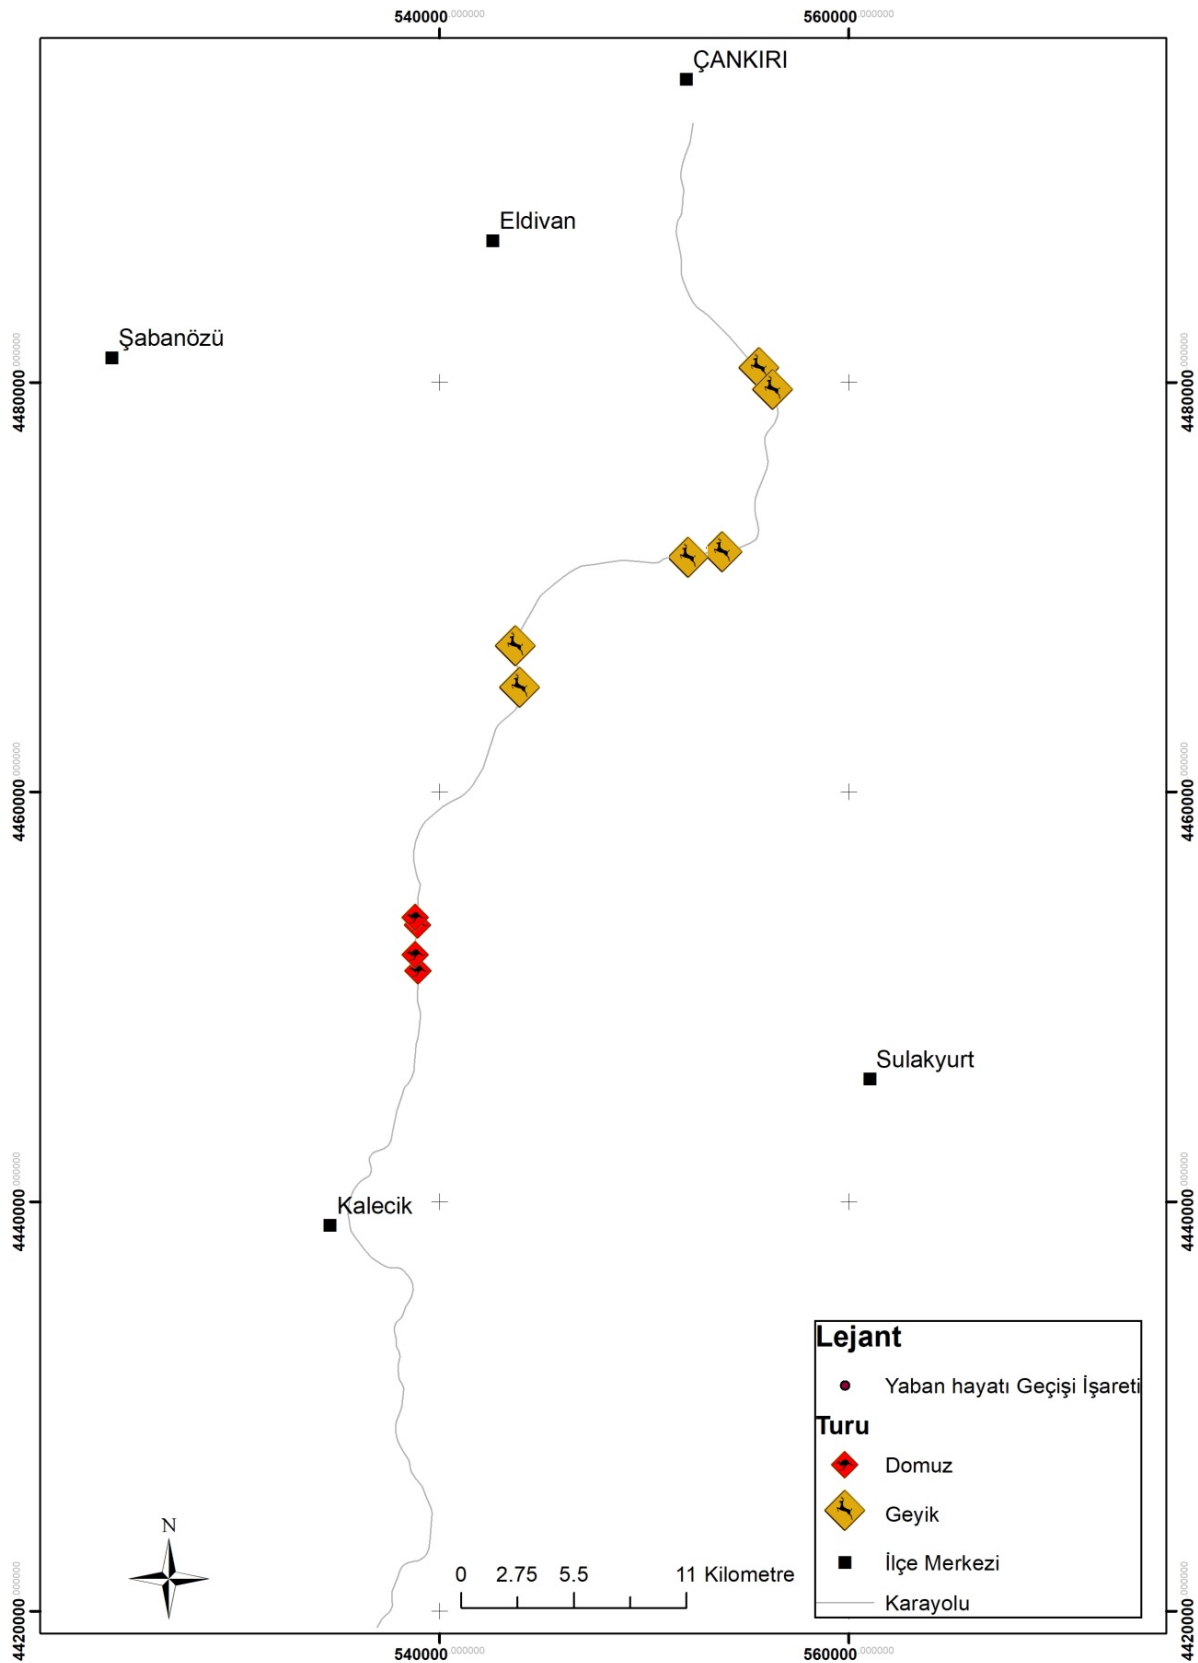 540000.000000 560000.000000
ÇANKIRI
Eldivan
Şabanözü
4480000.000000 4480000.000000
4460000.000000 4460000.000000
Sulakyurt
4440000.000000 4440000.000000
Kalecik
Lejant
Yaban hayatı Geçişi İşareti
Turu
Domuz
Geyik
İlçe Merkezi
Karayolu
N
0 2.75 5.5 11 Kilometre
4420000.000000 4420000.000000
540000.000000 560000.000000